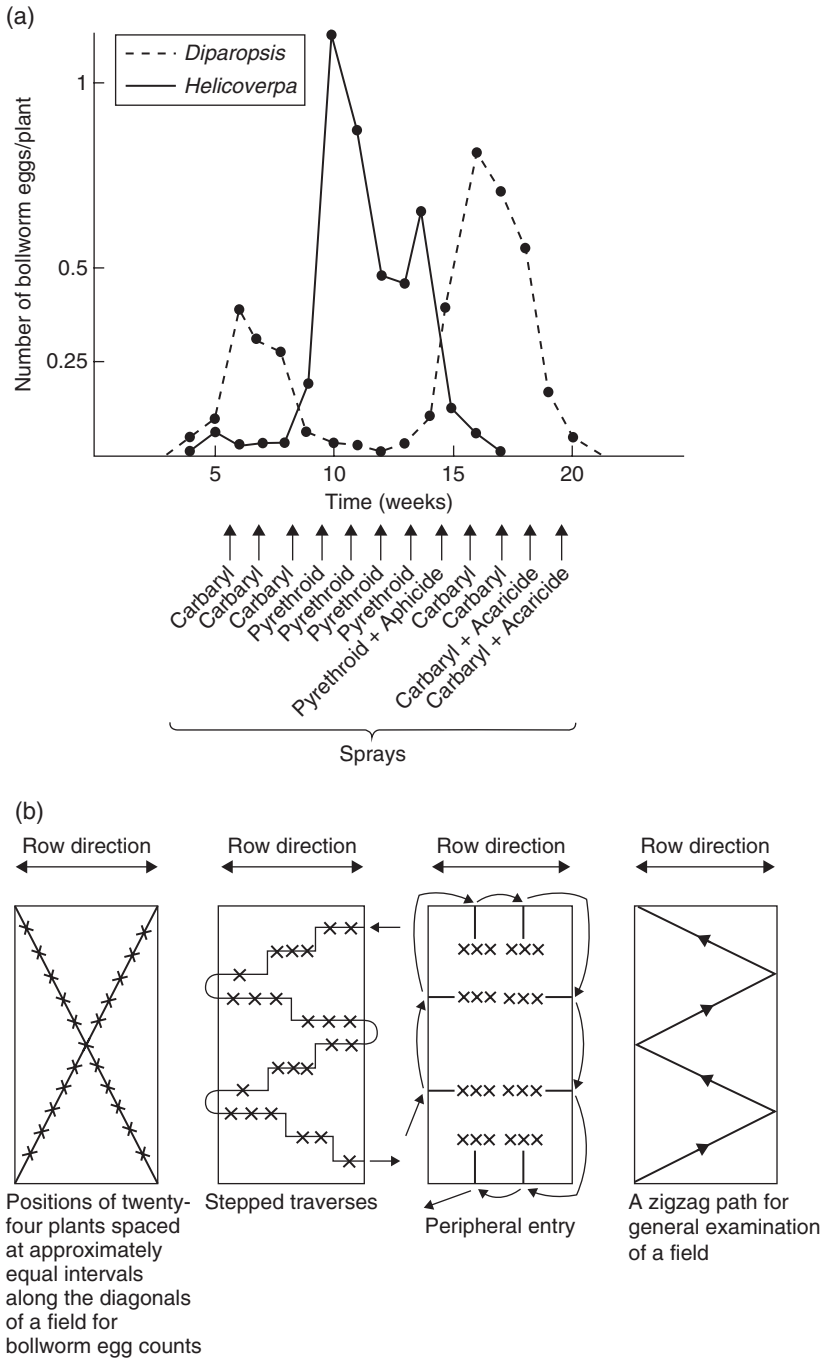 (a)
Diparopsis
Helicoverpa
Number of bollworm eggs/plant
1
0.5
0.25
5 10 15 20
Time (weeks)
Carbaryl
Carbaryl
Carbaryl
Pyrethroid
Pyrethroid
Pyrethroid
Pyrethroid
Pyrethroid + Aphicide
Carbaryl
Carbaryl
Carbaryl + Acaricide
Carbaryl + Acaricide
Sprays
(b)
Row direction
Row direction
Row direction
Row direction
Positions of twenty-
four plants spaced
at approximately
equal intervals
along the diagonals
of a field for
bollworm egg counts
Stepped traverses
Peripheral entry
A zigzag path for
general examination
of a field